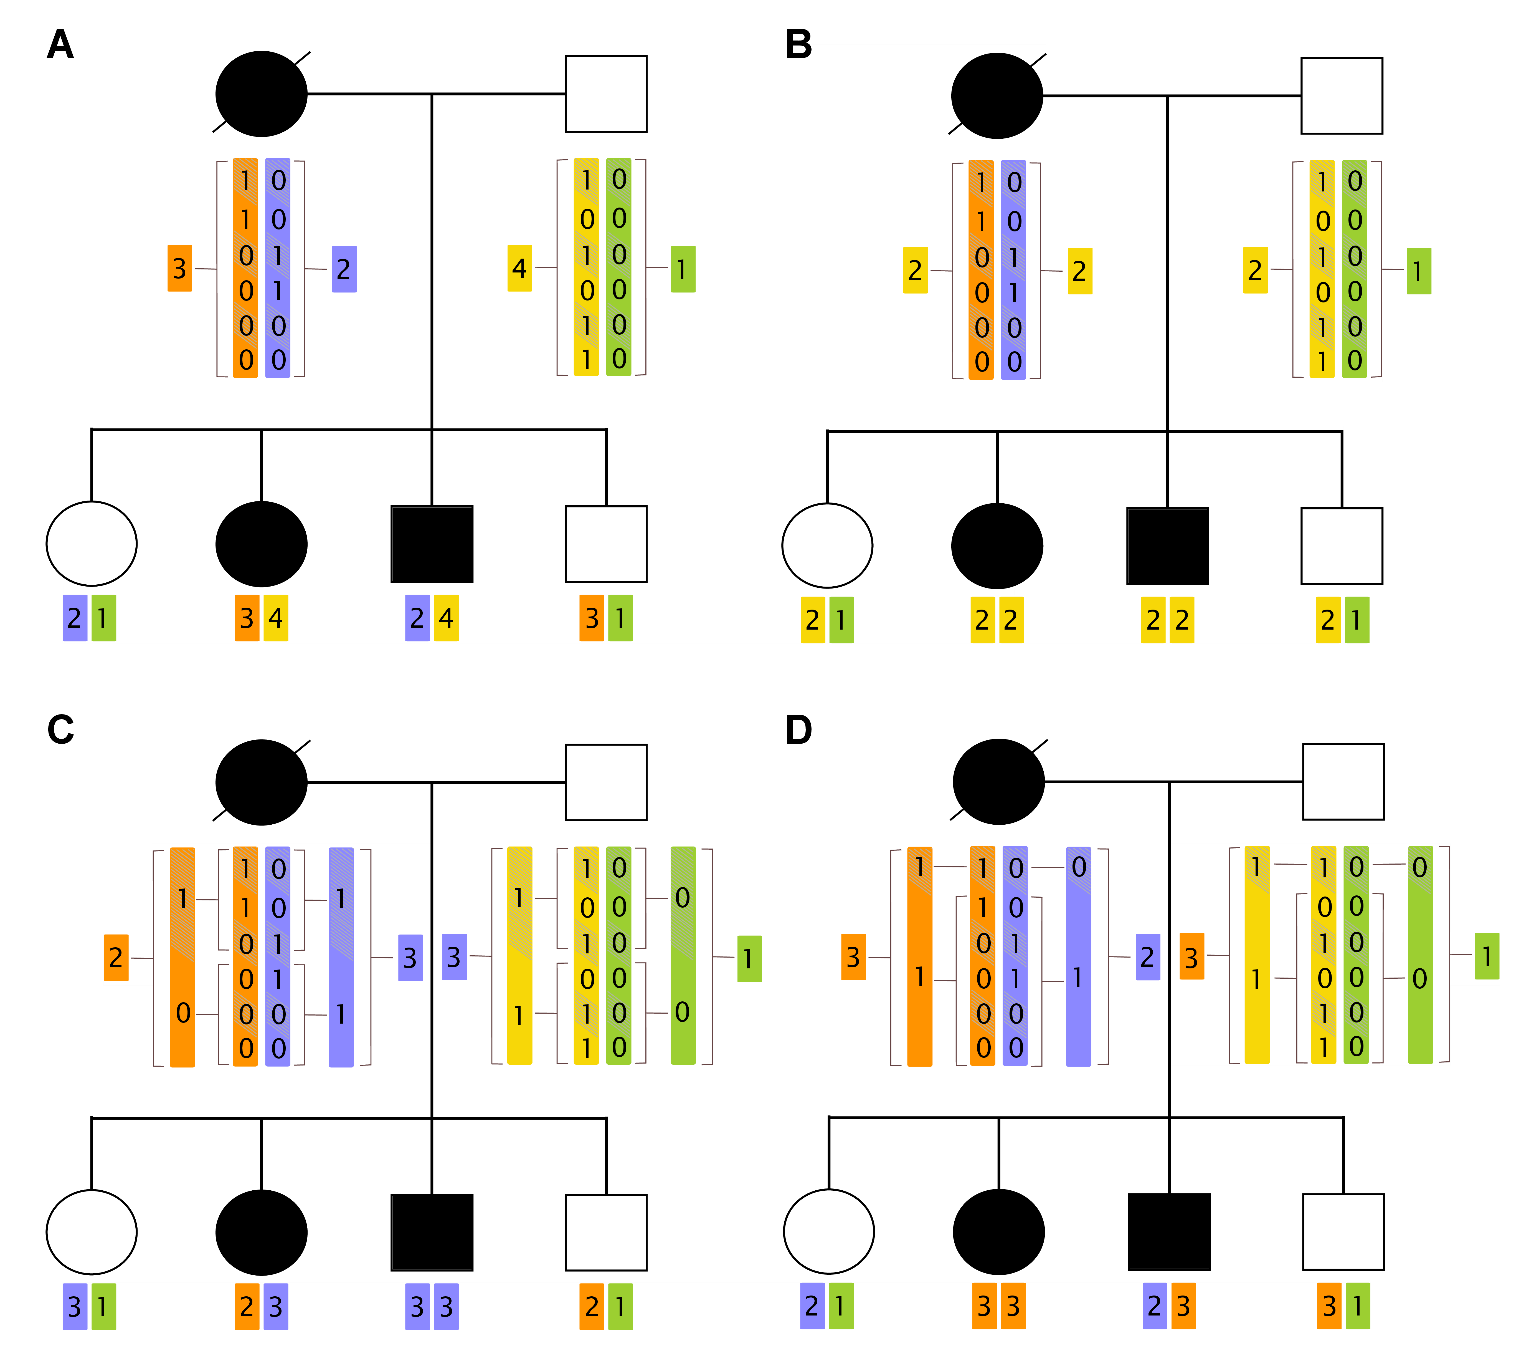 A
1 0 1 0
1 0 0 0
3 0 1 2 4 1 0 1
0 1 0 0
0 0 1 0
0 0 1 0
2 1 3 4 2 4 3 1
B
1 0 1 0
1 0 0 0
2 0 1 2 2 1 0 1
0 1 0 0
0 0 1 0
0 0 1 0
2 1 2 2 2 2 2 1
C
1 0 1 0
1 1 0 1 1 0 0 0
0 1 1 0
2 3 3 1
0 1 0 0
0 0 0 1 1 1 0 0
0 0 1 0
3 1 2 3 3 3 2 1
D
1 1 0 0 1 1 0 0
1 0 0 0
0 1 1 0
3 2 3 1
1 0 1 1 1 0 0 0
0 0 1 0
0 0 1 0
2 1 3 3 2 3 3 1